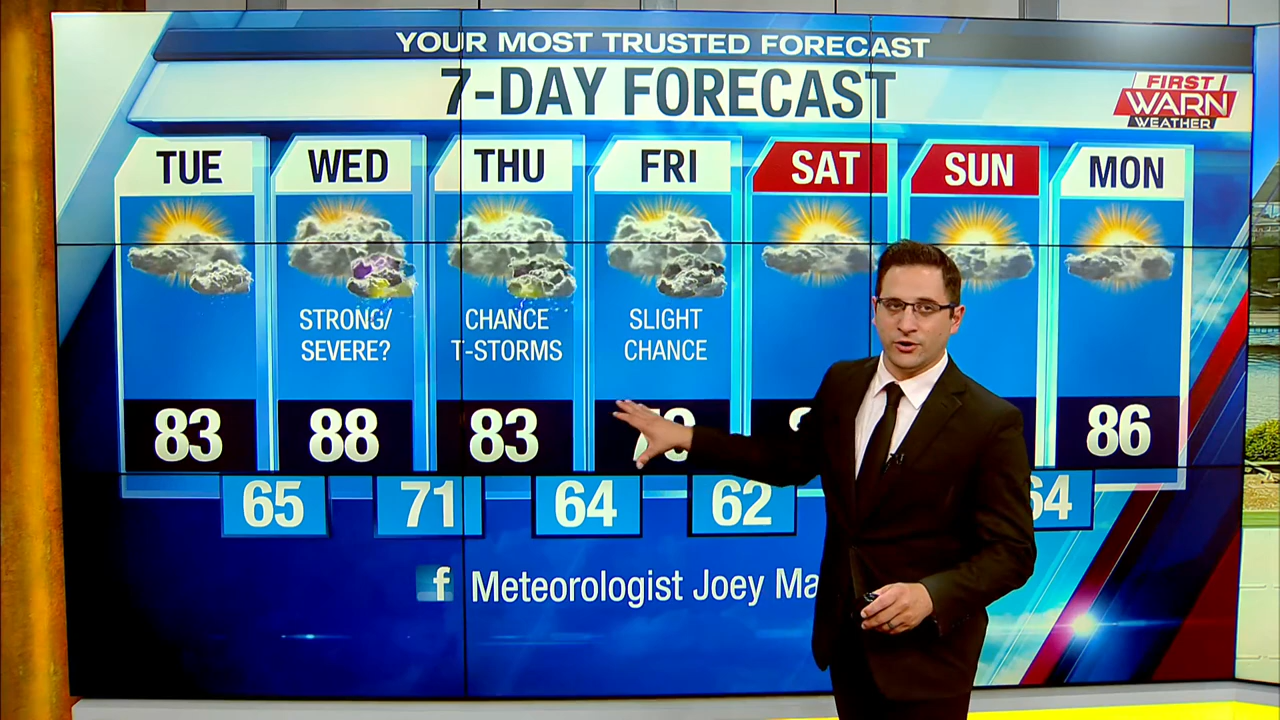 YOUR MOST TRUSTED FORECAST
7-DAY FORECAST
FIRST
WARN
WEATHER
TUE WED THU FRI SAT SUN MON
STRONG/ SEVERE?
CHANCE T-STORMS
SLIGHT CHANCE
83 88 83 86
65 71 64 62 64
f Meteorologist Joey